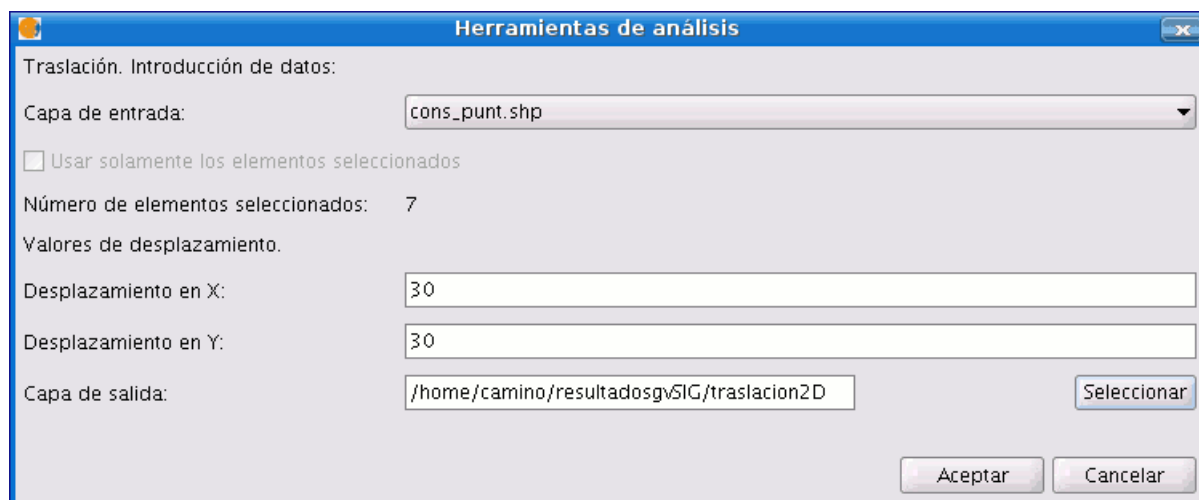 Herramientas de análisis
Traslación. Introducción de datos:
Capa de entrada: cons_punt.shp
Usar solamente los elementos seleccionados
Número de elementos seleccionados: 7
Valores de desplazamiento.
Desplazamiento en X: 30
Desplazamiento en Y: 30
Capa de salida: /home/camino/resultadosgvSIG/traslacion2D Seleccionar
Aceptar Cancelar